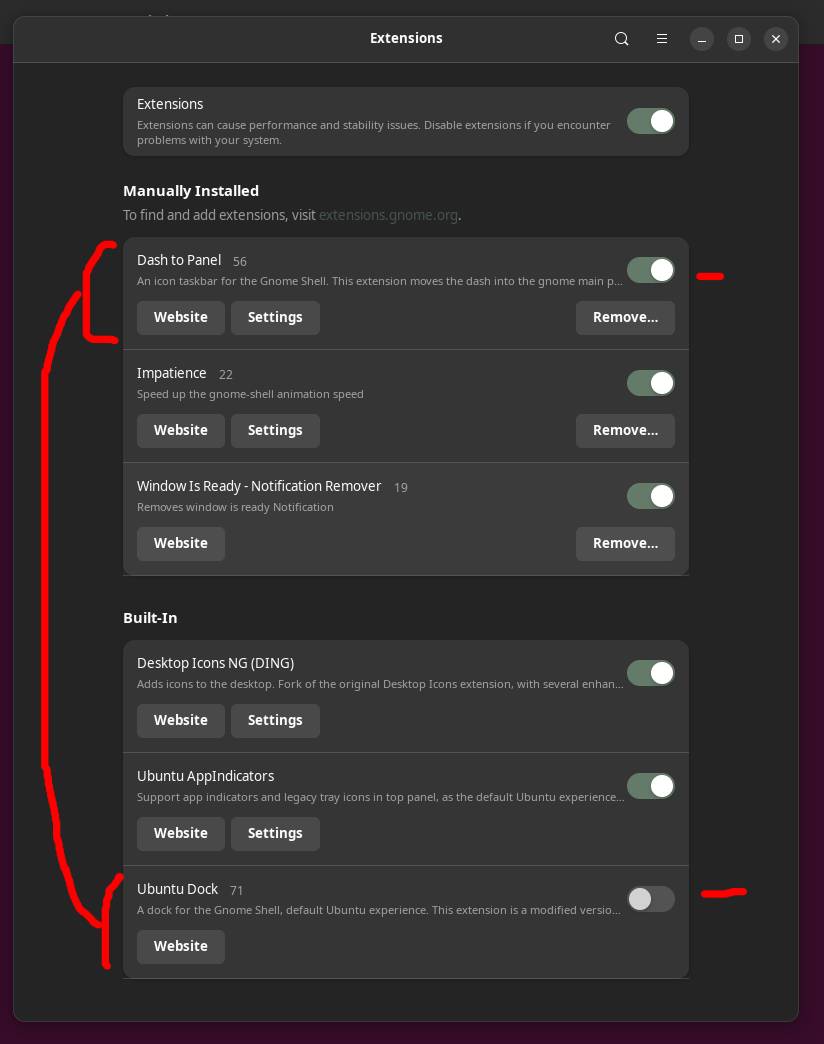 Extensions
Extensions
Extensions can cause performance and stability issues. Disable extensions if you encounter
problems with your system.
Manually Installed
To find and add extensions, visit extensions.gnome.org.
Dash to Panel 56
An icon taskbar for the Gnome Shell. This extension moves the dash into the gnome main p…
Website Settings Remove…
Impatience 22
Speed up the gnome-shell animation speed
Website Settings Remove…
Window Is Ready - Notification Remover 19
Removes window is ready Notification
Website Remove…
Built-In
Desktop Icons NG (DING)
Adds icons to the desktop. Fork of the original Desktop Icons extension, with several enhan…
Website Settings
Ubuntu AppIndicators
Support app indicators and legacy tray icons in top panel, as the default Ubuntu experience…
Website Settings
Ubuntu Dock 71
A dock for the Gnome Shell, default Ubuntu experience. This extension is a modified versio…
Website